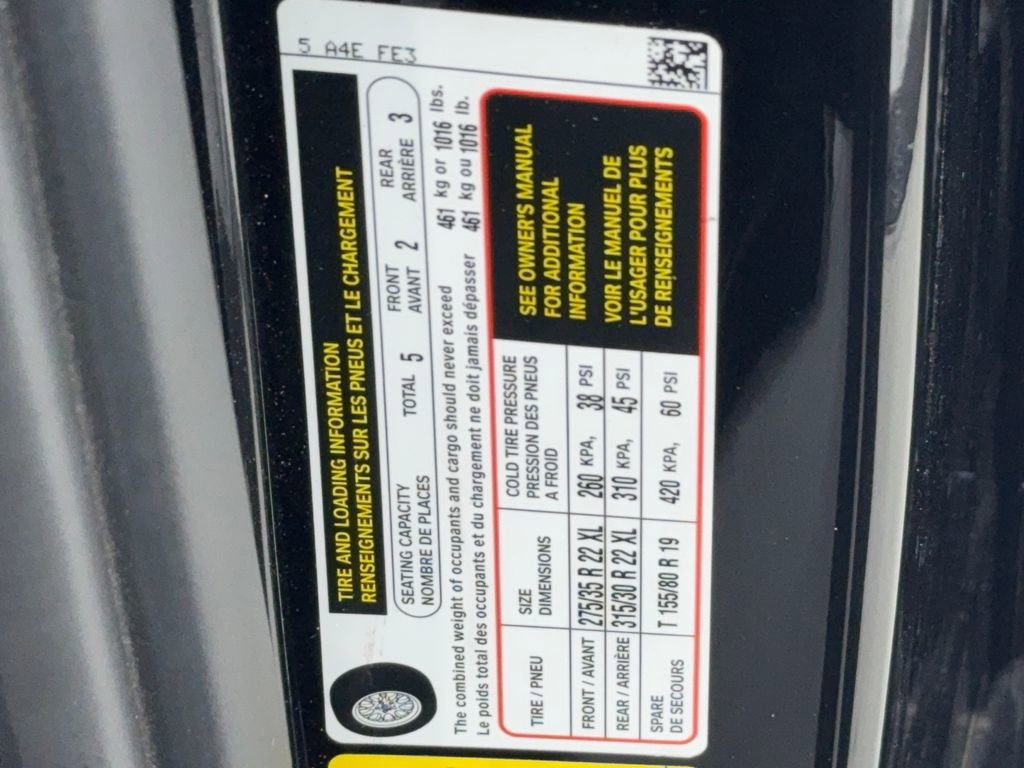 5 A4E FE3
TIRE AND LOADING INFORMATION
RENSEIGNEMENTS SUR LES PNEUS ET LE CHARGEMENT
SEATING CAPACITY
NOMBRE DE PLACES
TOTAL 5
FRONT
AVANT 2
REAR
ARRIÈRE 3
The combined weight of occupants and cargo should never exceed 461 kg or 1016 lbs.
Le poids total des occupants et du chargement ne doit jamais dépasser 461 kg ou 1016 lb.
TIRE / PNEU
SIZE
DIMENSIONS
COLD TIRE PRESSURE
PRESSION DES PNEUS
A FROID
FRONT / AVANT 275/35 R 22 XL 260 KPA, 38 PSI
REAR / ARRIÈRE 315/30 R 22 XL 310 KPA, 45 PSI
SPARE
DE SECOURS T 155/80 R 19 420 KPA, 60 PSI
SEE OWNER'S MANUAL
FOR ADDITIONAL
INFORMATION
VOIR LE MANUEL DE
L'USAGER POUR PLUS
DE RENSEIGNEMENTS